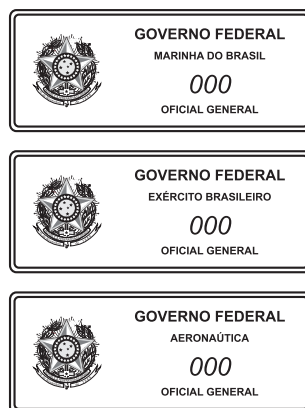 GOVERNO FEDERAL
MARINHA DO BRASIL
000
OFICIAL GENERAL
GOVERNO FEDERAL
EXÉRCITO BRASILEIRO
000
OFICIAL GENERAL
GOVERNO FEDERAL
AERONAÚTICA
000
OFICIAL GENERAL